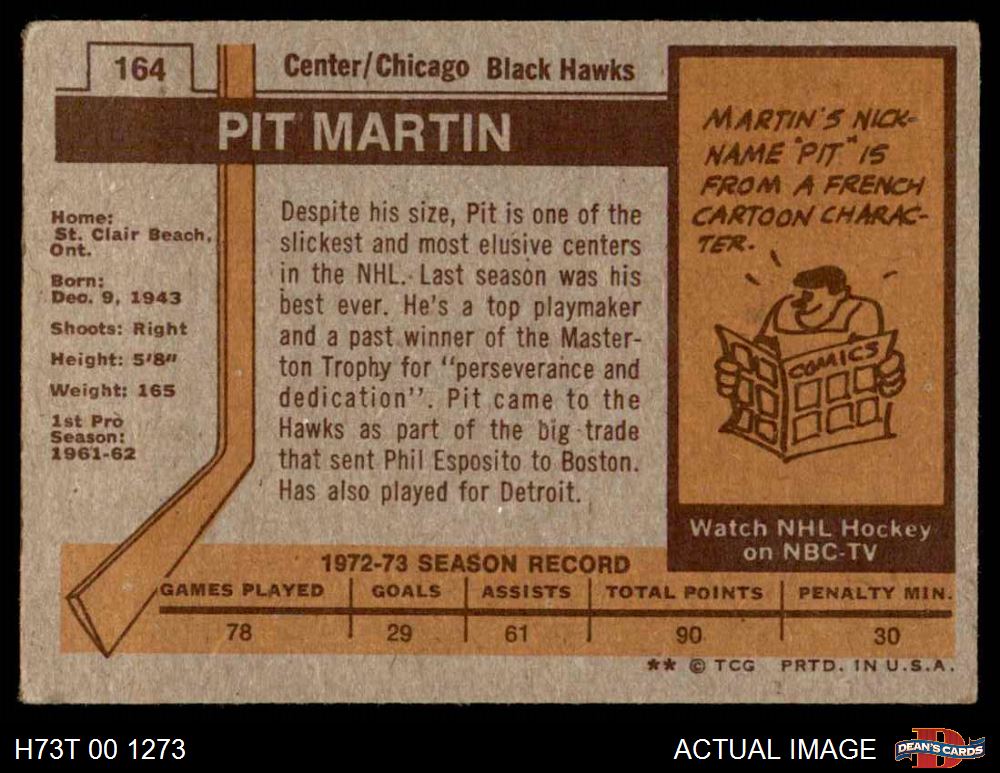 164
Center/Chicago Black Hawks
PIT MARTIN
Home:
St. Clair Beach,
Ont.
Born:
Dec. 9, 1943
Shoots: Right
Height: 5'8"
Weight: 165
1st Pro
Season:
1961-62
Despite his size, Pit is one of the
slickest and most elusive centers
in the NHL. Last season was his
best ever. He's a top playmaker
and a past winner of the Master-
ton Trophy for "perseverance and
dedication". Pit came to the
Hawks as part of the big trade
that sent Phil Esposito to Boston.
Has also played for Detroit.
MARTIN'S NICK-
NAME "PIT" IS
FROM A FRENCH
CARTOON CHARAC-
TER.
COMICS
Watch NHL Hockey
on NBC-TV
1972-73 SEASON RECORD
GAMES PLAYED GOALS ASSISTS TOTAL POINTS PENALTY MIN.
78 29 61 90 30
** © TCG PRTD. IN U.S.A.
H73T 00 1273
ACTUAL IMAGE
D
DEAN'S CARDS